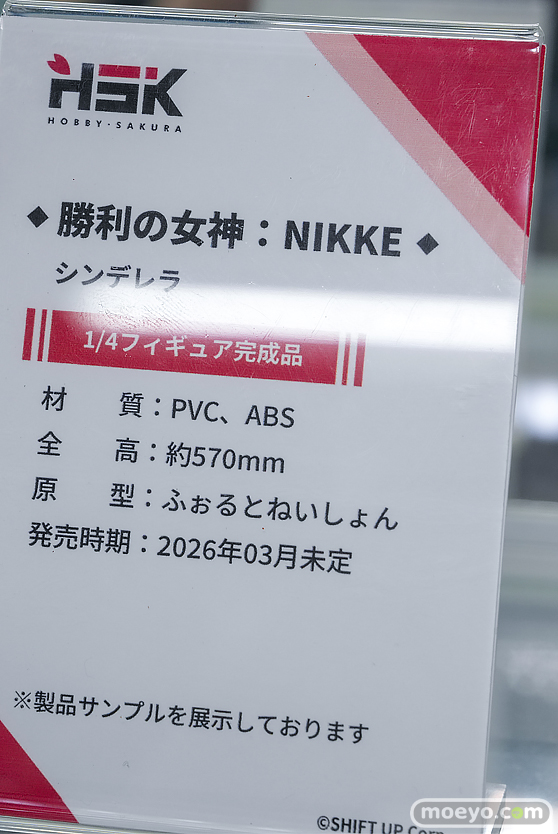 HSK
HOBBY·SAKURA
◆ 勝利の女神：NIKKE ◆
シンデレラ
1/4フィギュア完成品
材　質：PVC、ABS
全　高：約570mm
原　型：ふぉるとねいしょん
発売時期：2026年03月未定
※製品サンプルを展示しております
©SHIFT UP Corp.
moeyo.com